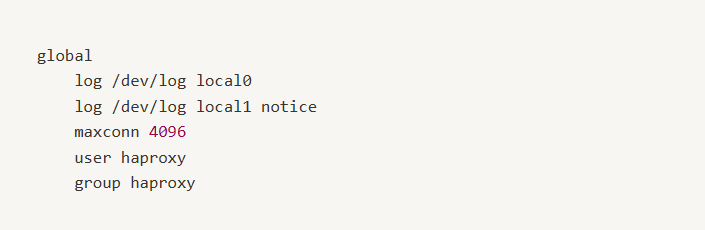 global
    log /dev/log local0
    log /dev/log local1 notice
    maxconn 4096
    user haproxy
    group haproxy